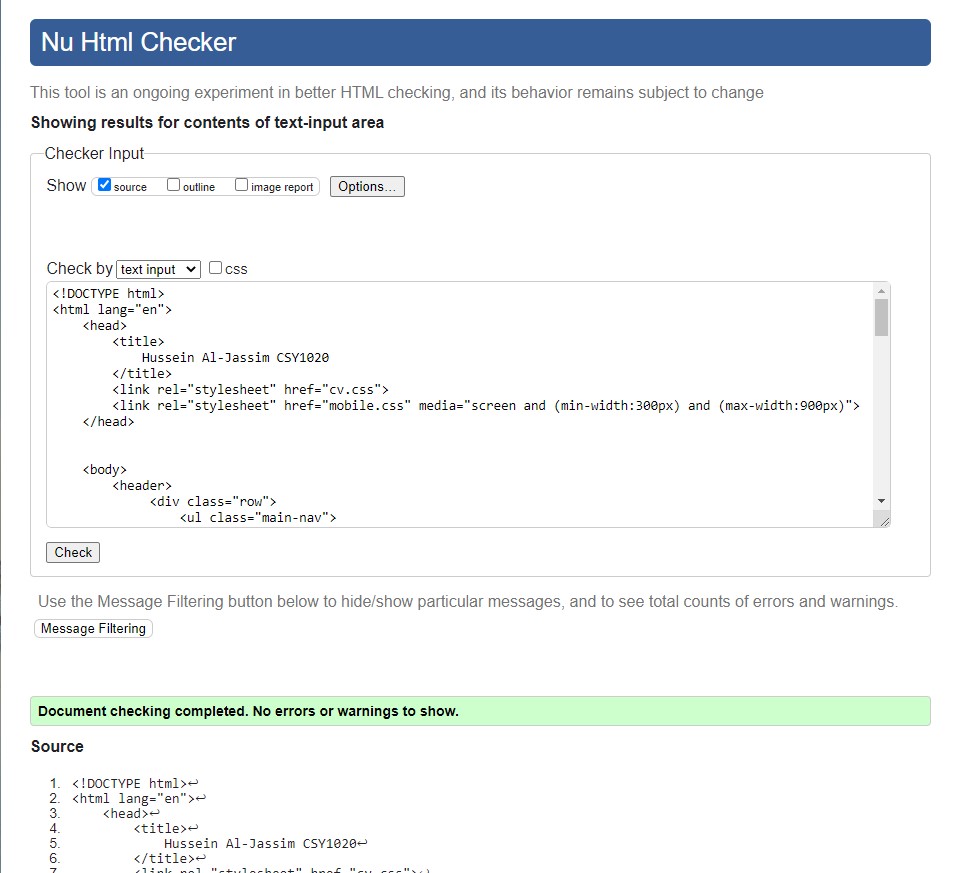 Nu Html Checker
This tool is an ongoing experiment in better HTML checking, and its behavior remains subject to change
Showing results for contents of text-input area
Checker Input
Show source outline image report Options...
Check by text input css
<!DOCTYPE html>
<html lang="en">
    <head>
        <title>
            Hussein Al-Jassim CSY1020
        </title>
        <link rel="stylesheet" href="cv.css">
        <link rel="stylesheet" href="mobile.css" media="screen and (min-width:300px) and (max-width:900px)">
    </head>
    <body>
        <header>
             <div class="row">
                 <ul class="main-nav">
Check
Use the Message Filtering button below to hide/show particular messages, and to see total counts of errors and warnings.
Message Filtering
Document checking completed. No errors or warnings to show.
Source
1. <!DOCTYPE html>↩
2. <html lang="en">↩
3.     <head>↩
4.         <title>↩
5.             Hussein Al-Jassim CSY1020↩
6.         </title>↩
7.         <link rel="stylesheet" href="cv.css">↩